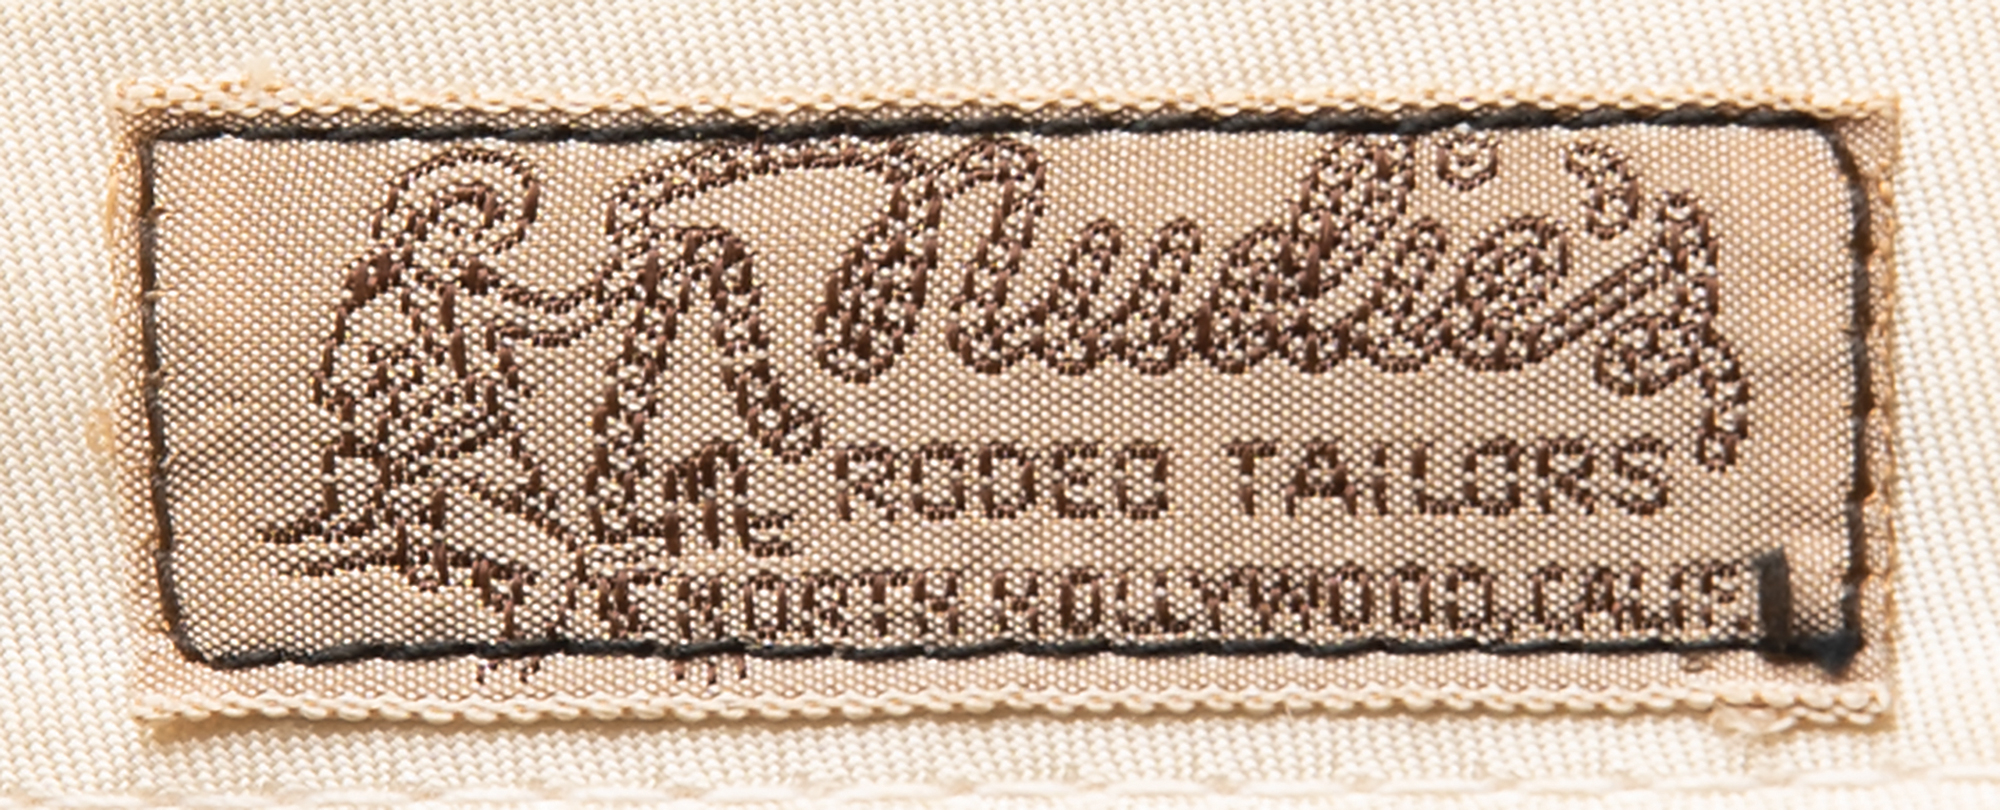 Nudie's
RODEO TAILORS
NORTH HOLLYWOOD, CALIF